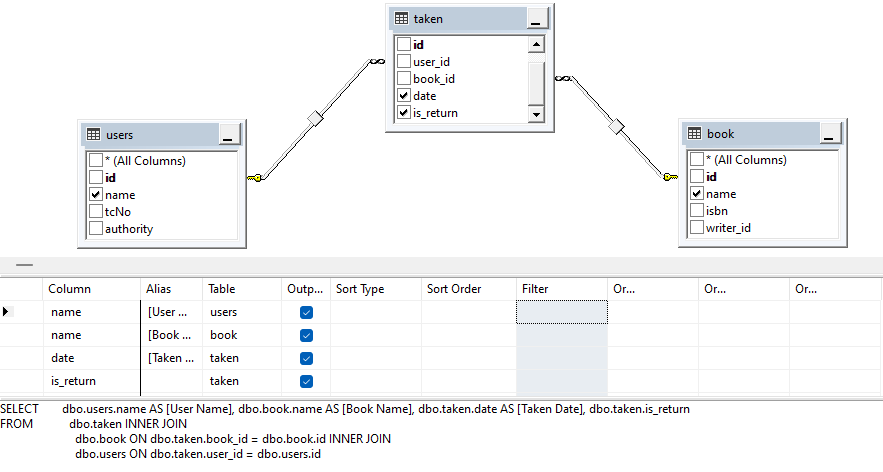 taken
id
user_id
book_id
date
is_return
users
* (All Columns)
id
name
tcNo
authority
book
* (All Columns)
id
name
isbn
writer_id
Column Alias Table Outp... Sort Type Sort Order Filter Or... Or... Or...
name [User ... users
name [Book ... book
date [Taken ... taken
is_return taken
SELECT dbo.users.name AS [User Name], dbo.book.name AS [Book Name], dbo.taken.date AS [Taken Date], dbo.taken.is_return
FROM dbo.taken INNER JOIN
dbo.book ON dbo.taken.book_id = dbo.book.id INNER JOIN
dbo.users ON dbo.taken.user_id = dbo.users.id